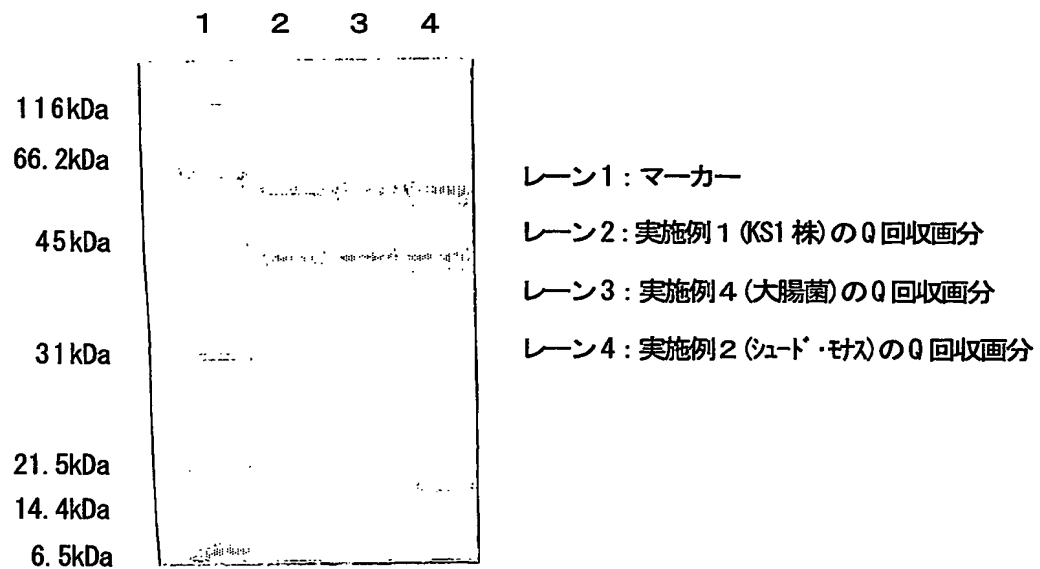 1 2 3 4
116kDa
66.2kDa
45kDa
31kDa
21.5kDa
14.4kDa
6.5kDa
レーン1：マーカー
レーン2：実施例1(KS1株)のQ回収画分
レーン3：実施例4(大腸菌)のQ回収画分
レーン4：実施例2(ｼｭｰﾄﾞ・ﾓﾅｽ)のQ回収画分